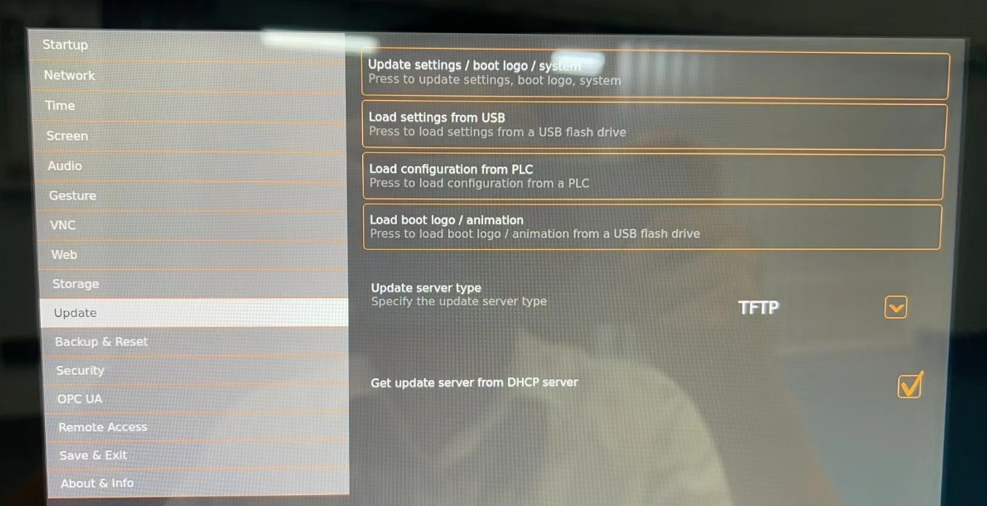 Startup
Network
Time
Screen
Audio
Gesture
VNC
Web
Storage
Update
Backup & Reset
Security
OPC UA
Remote Access
Save & Exit
About & Info
Update settings / boot logo / system
Press to update settings, boot logo, system
Load settings from USB
Press to load settings from a USB flash drive
Load configuration from PLC
Press to load configuration from a PLC
Load boot logo / animation
Press to load boot logo / animation from a USB flash drive
Update server type
Specify the update server type
TFTP
Get update server from DHCP server